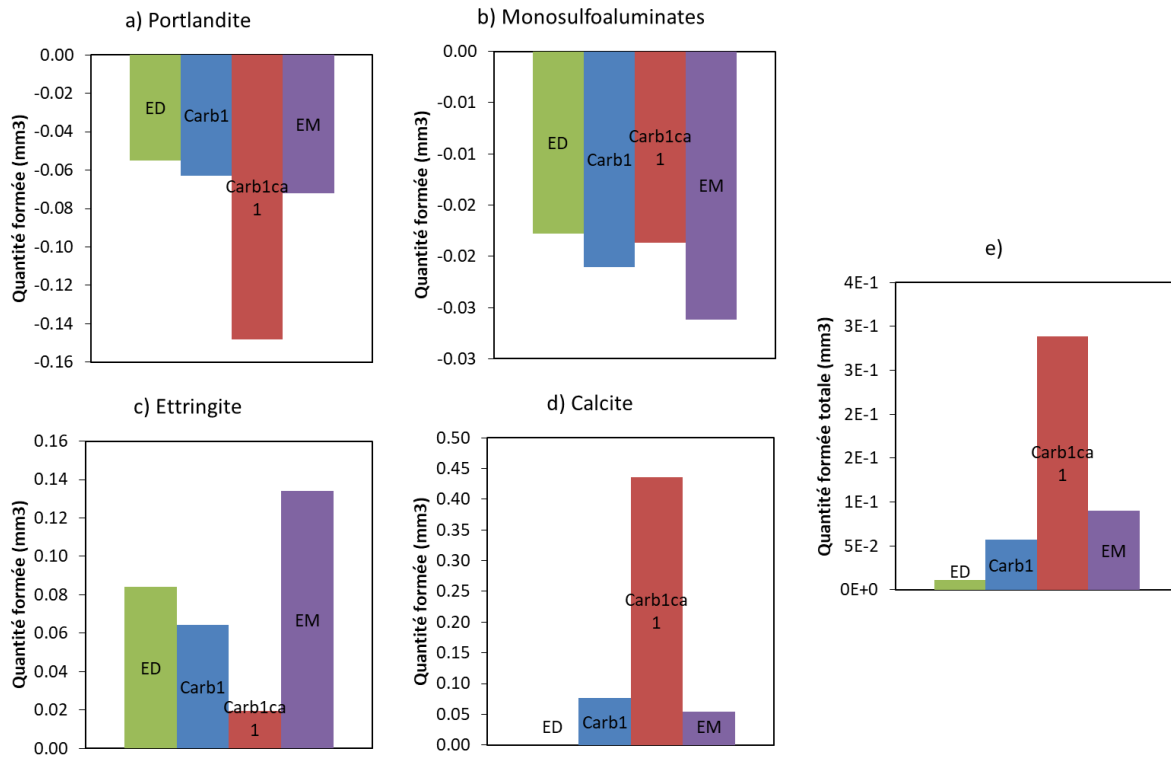 a) Portlandite
Quantité formée (mm3)
0.00
-0.02
-0.04
-0.06
-0.08
-0.10
-0.12
-0.14
-0.16
ED
Carb1
Carb1ca
1
EM
b) Monosulfoaluminates
Quantité formée (mm3)
0.00
-0.01
-0.01
-0.02
-0.02
-0.03
-0.03
ED
Carb1
Carb1ca
1
EM
c) Ettringite
Quantité formée (mm3)
0.16
0.14
0.12
0.10
0.08
0.06
0.04
0.02
0.00
ED
Carb1
Carb1ca
1
EM
d) Calcite
Quantité formée (mm3)
0.50
0.45
0.40
0.35
0.30
0.25
0.20
0.15
0.10
0.05
0.00
ED
Carb1
Carb1ca
1
EM
e)
Quantité formée totale (mm3)
4E-1
3E-1
3E-1
2E-1
2E-1
1E-1
5E-2
0E+0
ED
Carb1
Carb1ca
1
EM